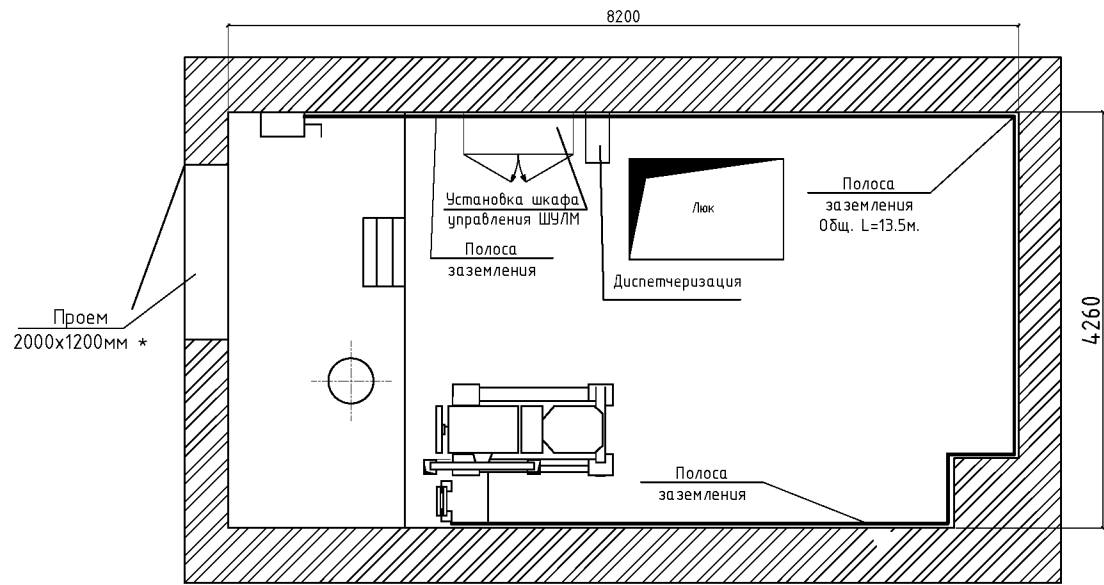 8200
Установка шкафа
управления ШУЛМ
Полоса
заземления
Люк
Полоса
заземления
Общ. L=13.5м.
Диспетчеризация
Проем
2000х1200мм *
4260
Полоса
заземления